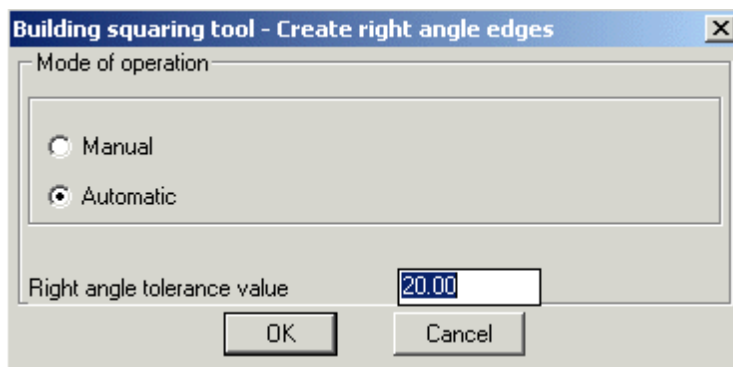 Building squaring tool - Create right angle edges
Mode of operation
Manual
Automatic
Right angle tolerance value 20.00
OK Cancel